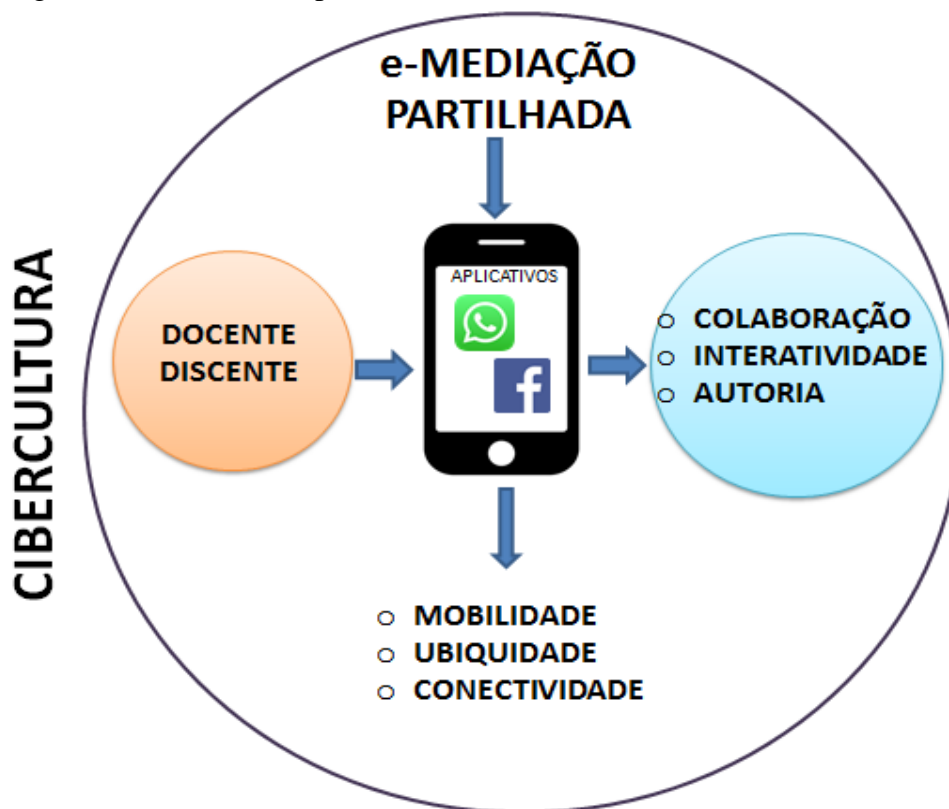 e-MEDIAÇÃO
PARTILHADA
CIBERCULTURA
DOCENTE
DISCENTE
APLICATIVOS
o COLABORAÇÃO
o INTERATIVIDADE
o AUTORIA
o MOBILIDADE
o UBIQUIDADE
o CONECTIVIDADE